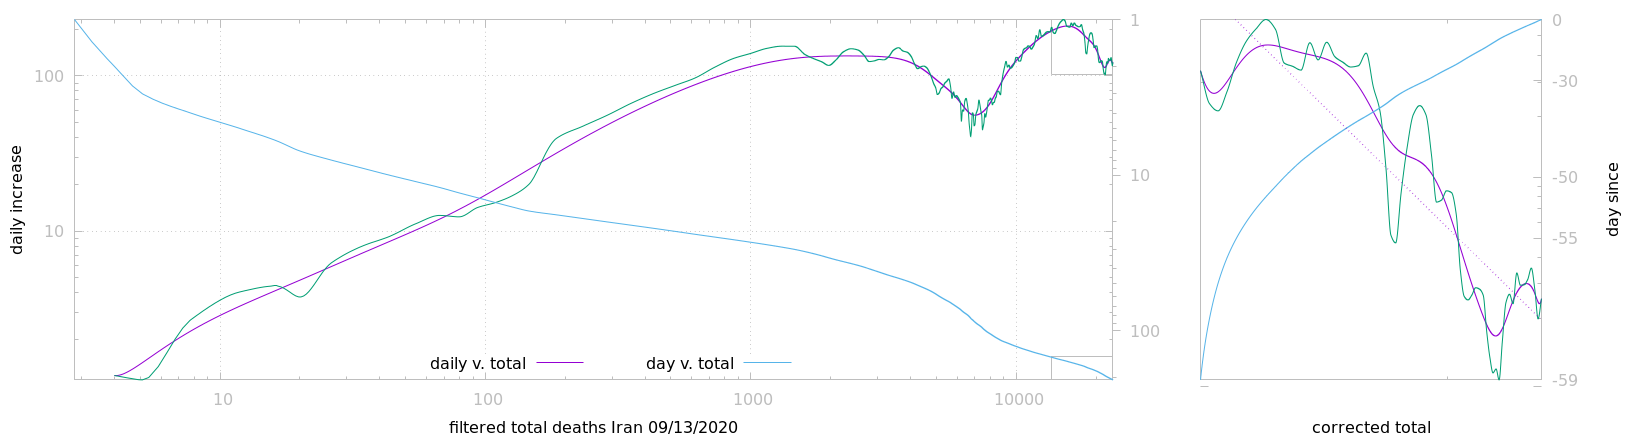 daily increase
100
10
daily v. total
day v. total
10
100
1000
10000
filtered total deaths Iran 09/13/2020
1
10
100
0
-30
-50
-55
-59
day since
corrected total